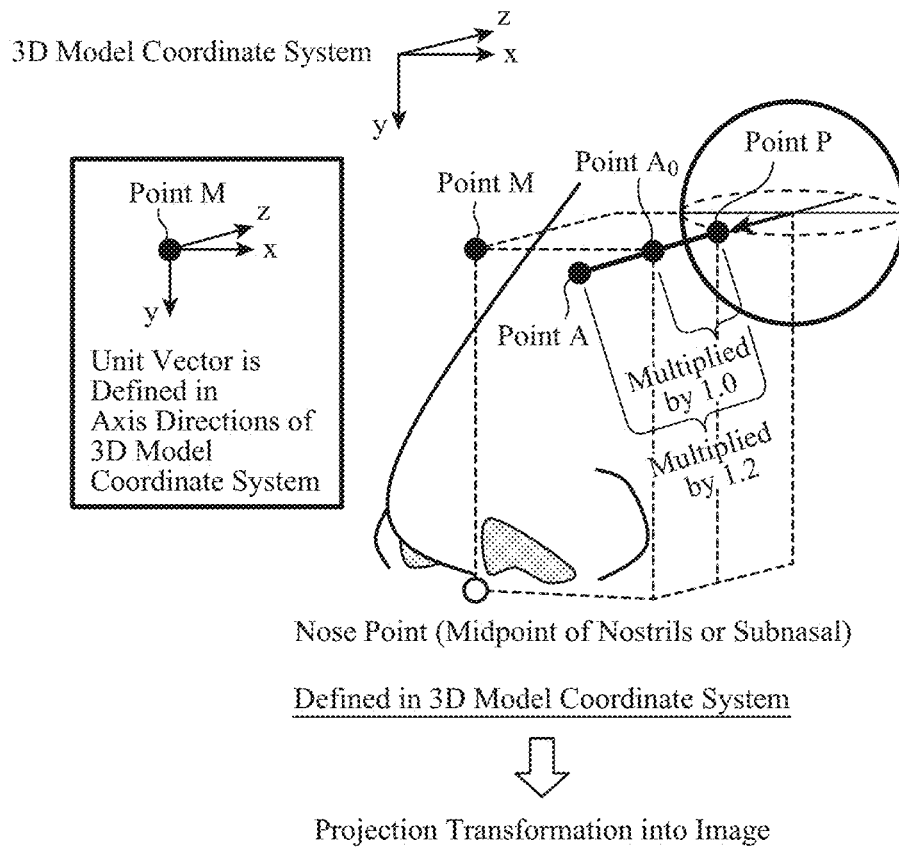 3D Model Coordinate System
z
x
y
Point M
z
x
y
Unit Vector is
Defined in
Axis Directions of
3D Model
Coordinate System
Point M
Point A0
Point P
Point A
Multiplied
by 1.0
Multiplied
by 1.2
Nose Point (Midpoint of Nostrils or Subnasal)
Defined in 3D Model Coordinate System
Projection Transformation into Image